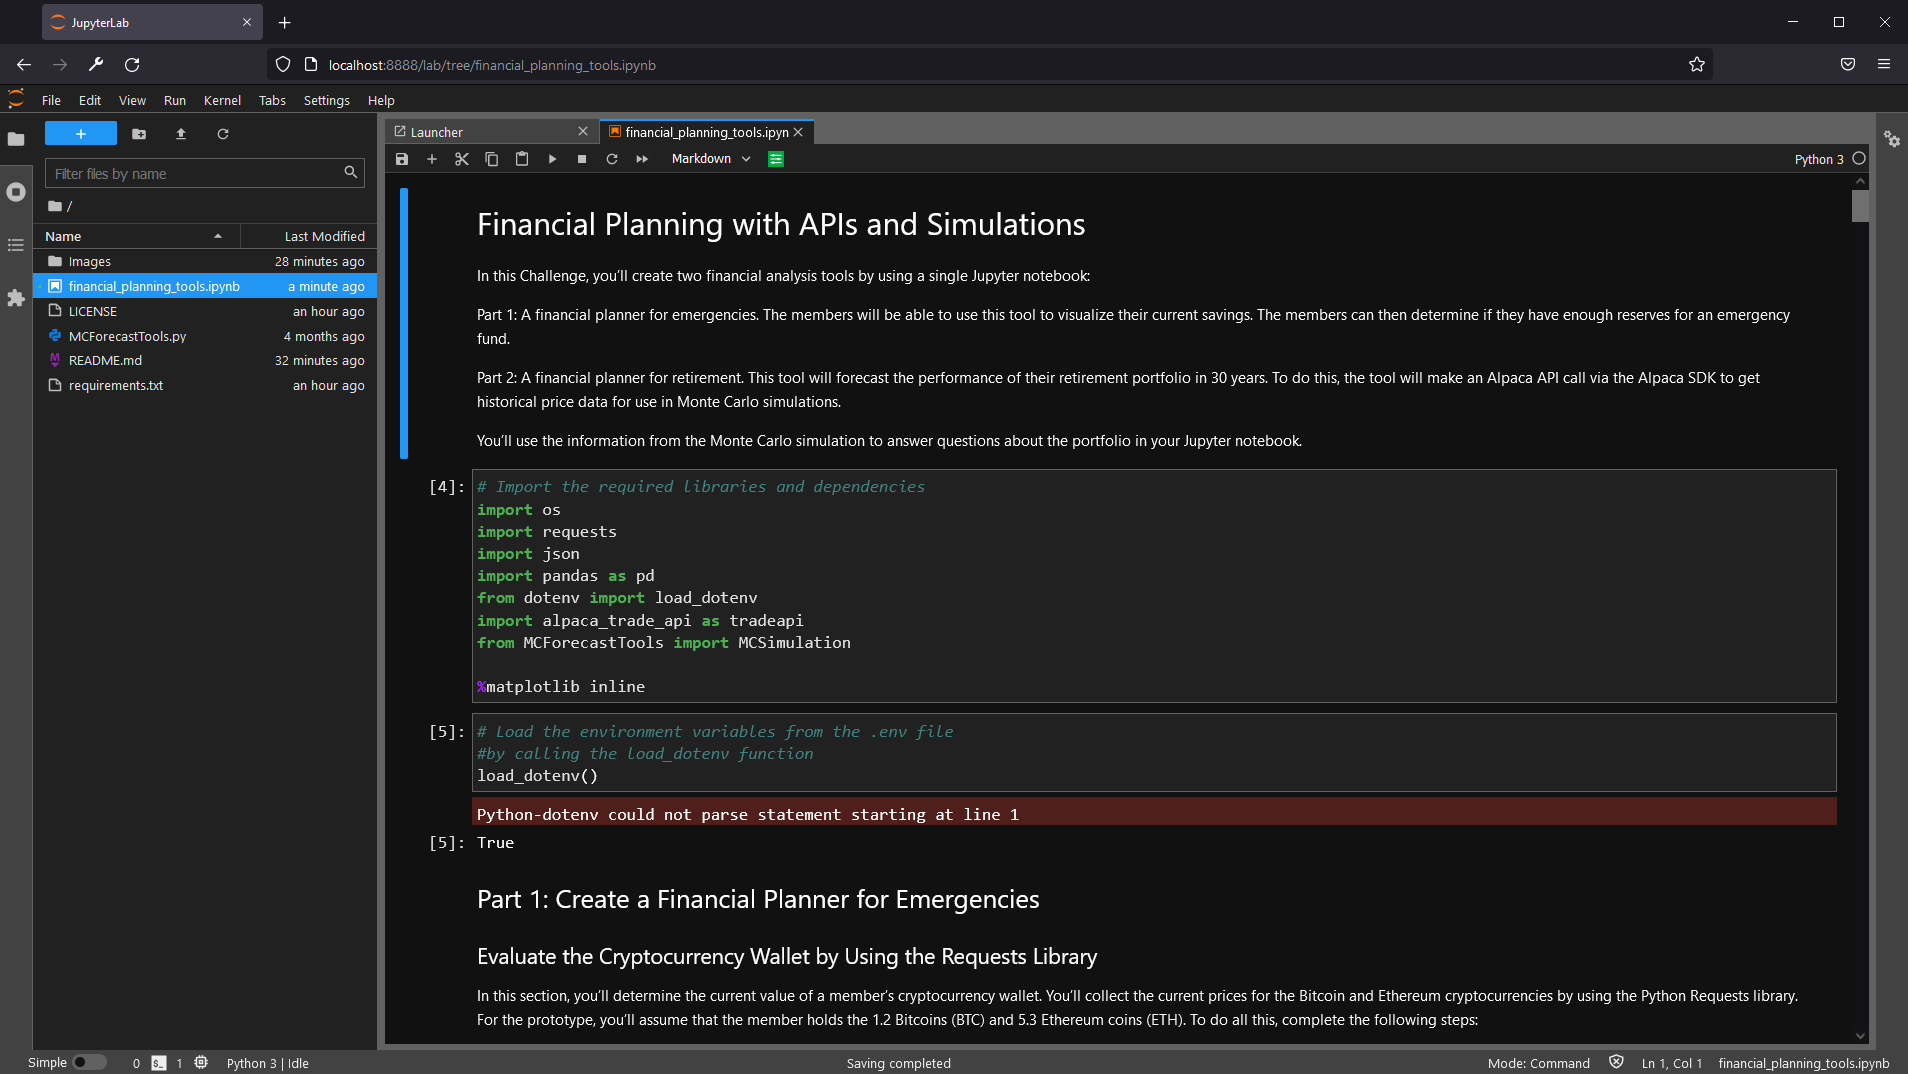 JupyterLab
localhost:8888/lab/tree/financial_planning_tools.ipynb
File Edit View Run Kernel Tabs Settings Help
Filter files by name
/
Name Last Modified
Images 28 minutes ago
financial_planning_tools.ipynb a minute ago
LICENSE an hour ago
MCForecastTools.py 4 months ago
README.md 32 minutes ago
requirements.txt an hour ago
Launcher financial_planning_tools.ipyn
Markdown Python 3
Financial Planning with APIs and Simulations
In this Challenge, you’ll create two financial analysis tools by using a single Jupyter notebook:
Part 1: A financial planner for emergencies. The members will be able to use this tool to visualize their current savings. The members can then determine if they have enough reserves for an emergency
fund.
Part 2: A financial planner for retirement. This tool will forecast the performance of their retirement portfolio in 30 years. To do this, the tool will make an Alpaca API call via the Alpaca SDK to get
historical price data for use in Monte Carlo simulations.
You’ll use the information from the Monte Carlo simulation to answer questions about the portfolio in your Jupyter notebook.
[4]: # Import the required libraries and dependencies
import os
import requests
import json
import pandas as pd
from dotenv import load_dotenv
import alpaca_trade_api as tradeapi
from MCForecastTools import MCSimulation
%matplotlib inline
[5]: # Load the environment variables from the .env file
#by calling the load_dotenv function
load_dotenv()
Python-dotenv could not parse statement starting at line 1
[5]: True
Part 1: Create a Financial Planner for Emergencies
Evaluate the Cryptocurrency Wallet by Using the Requests Library
In this section, you’ll determine the current value of a member’s cryptocurrency wallet. You’ll collect the current prices for the Bitcoin and Ethereum cryptocurrencies by using the Python Requests library.
For the prototype, you’ll assume that the member holds the 1.2 Bitcoins (BTC) and 5.3 Ethereum coins (ETH). To do all this, complete the following steps:
Simple 0 $_ 1 Python 3 | Idle Saving completed Mode: Command Ln 1, Col 1 financial_planning_tools.ipynb